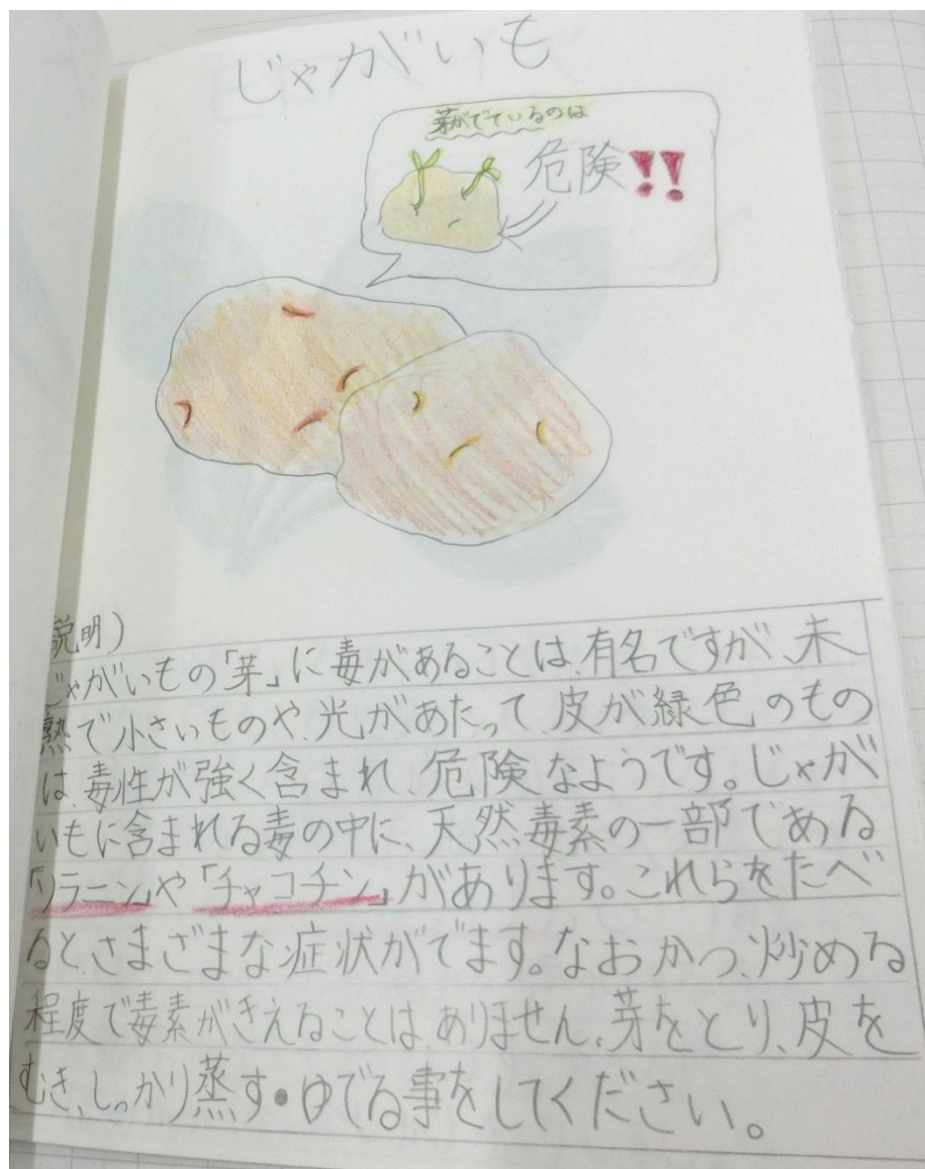 じゃがいも
芽がでているのは
危険!!
説明)
じゃがいもの「芽」に毒があることは、有名ですが、未
熟で小さいものや、光があたって、皮が緑色のもの
は、毒性が強く含まれ、危険なようです。じゃが
いもに含まれる毒の中に、天然毒素の一部である
「ソラニン」や「チャコチン」があります。これらをたべ
ると、さまざまな症状がでます。なおかつ、炒める
程度で毒素がきえることは、ありません。芽をとり、皮を
むき、しっかり蒸す・ゆでる事をしてください。